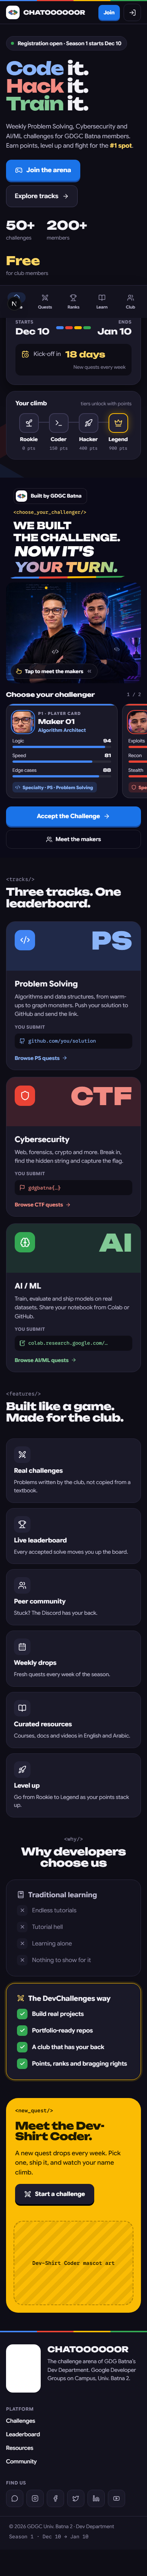 CHATOOOOOR
Join
Registration open · Season 1 starts Dec 10
Code it.
Hack it.
Train it.
Weekly Problem Solving, Cybersecurity and
AI/ML challenges for GDGC Batna members.
Earn points, level up and fight for the #1 spot.
Join the arena
Explore tracks
50+
challenges
200+
members
Free
for club members
N
Quests
Ranks
Learn
Club
STARTS
Dec 10
ENDS
Jan 10
Kick-off in 18 days
New quests every week
Your climb
tiers unlock with points
Rookie
0 pts
Coder
150 pts
Hacker
400 pts
Legend
900 pts
Built by GDGC Batna
<choose_your_challenger/>
WE BUILT
THE CHALLENGE.
NOW IT'S
YOUR TURN.
Tap to meet the makers
Choose your challenger
1 / 2
P1 · PLAYER CARD
Maker 01
Algorithm Architect
Logic 94
Speed 81
Edge cases 88
Specialty · PS · Problem Solving
Exploits
Recon
Stealth
Accept the Challenge
Meet the makers
<tracks/>
Three tracks. One
leaderboard.
PS
Problem Solving
Algorithms and data structures, from warm-
ups to gnarly monsters. Push your solution to
GitHub and send the link.
YOU SUBMIT
github.com/you/solution
Browse PS quests
CTF
Cybersecurity
Web, forensics, crypto and more. Break in,
find the hidden string and capture the flag.
YOU SUBMIT
gdgbatna{…}
Browse CTF quests
AI
AI / ML
Train, evaluate and ship models on real
datasets. Share your notebook from Colab or
GitHub.
YOU SUBMIT
colab.research.google.com/…
Browse AI/ML quests
<features/>
Built like a game.
Made for the club.
Real challenges
Problems written by the club, not copied from a
textbook.
Live leaderboard
Every accepted solve moves you up the board.
Peer community
Stuck? The Discord has your back.
Weekly drops
Fresh quests every week of the season.
Curated resources
Courses, docs and videos in English and Arabic.
Level up
Go from Rookie to Legend as your points stack
up.
<why/>
Why developers
choose us
Traditional learning
Endless tutorials
Tutorial hell
Learning alone
Nothing to show for it
The DevChallenges way
Build real projects
Portfolio-ready repos
A club that has your back
Points, ranks and bragging rights
<new_quest/>
Meet the Dev-
Shirt Coder.
A new quest drops every week. Pick
one, ship it, and watch your name
climb.
Start a challenge
Dev-Shirt Coder mascot art
CHATOOOOOR
The challenge arena of GDG Batna's
Dev Department. Google Developer
Groups on Campus, Univ. Batna 2.
PLATFORM
Challenges
Leaderboard
Resources
Community
FIND US
© 2026 GDGC Univ. Batna 2 · Dev Department
Season 1 · Dec 10 → Jan 10